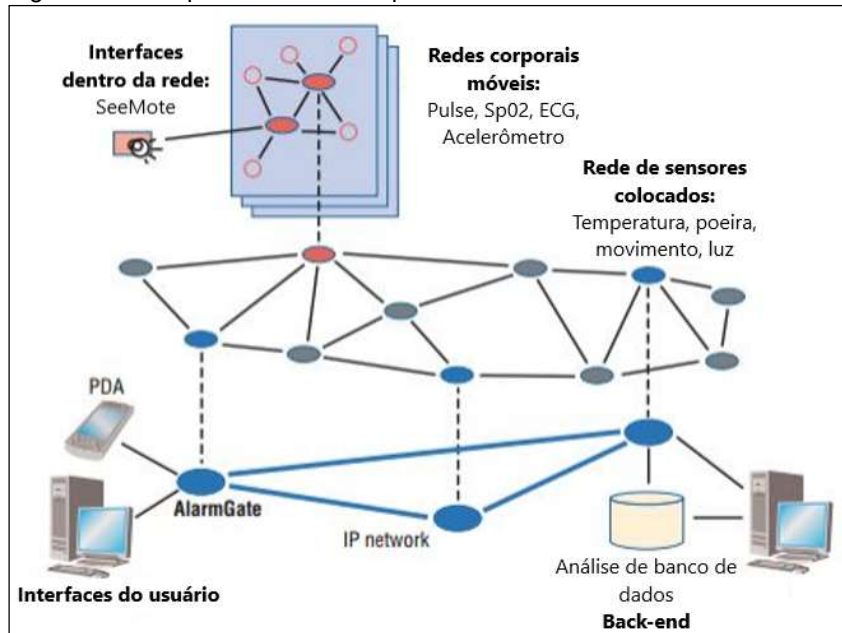 Interfaces
dentro da rede:
SeeMote
Redes corporais
móveis:
Pulse, Sp02, ECG,
Acelerômetro
Rede de sensores
colocados:
Temperatura, poeira,
movimento, luz
PDA
AlarmGate
IP network
Interfaces do usuário
Análise de banco de
dados
Back-end